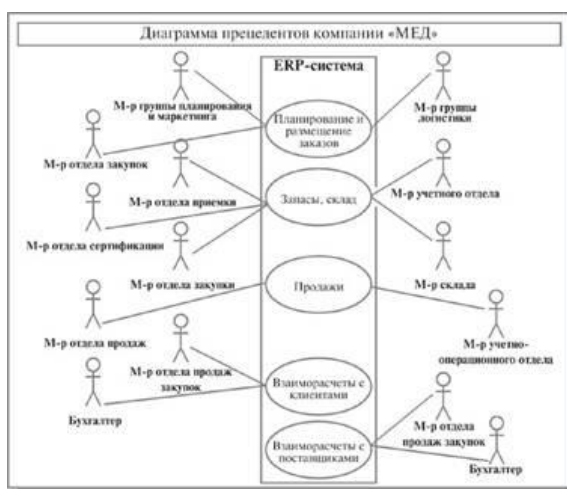 Диаграмма прецедентов компании «МЕД»
ERP-система
М-р группы планирования
и маркетинга
Планирование и
размещение
заказов
М-р группы
логистики
М-р отдела закупок
М-р отдела приемки
Запасы, склад
М-р учетного отдела
М-р отдела сертификации
М-р отдела закупки
Продажи
М-р склада
М-р отдела продаж
М-р отдела продаж
закупок
М-р учетно-
операционного отдела
Бухгалтер
Взаиморасчеты с
клиентами
М-р отдела
продаж закупок
Взаиморасчеты с
поставщиками
Бухгалтер